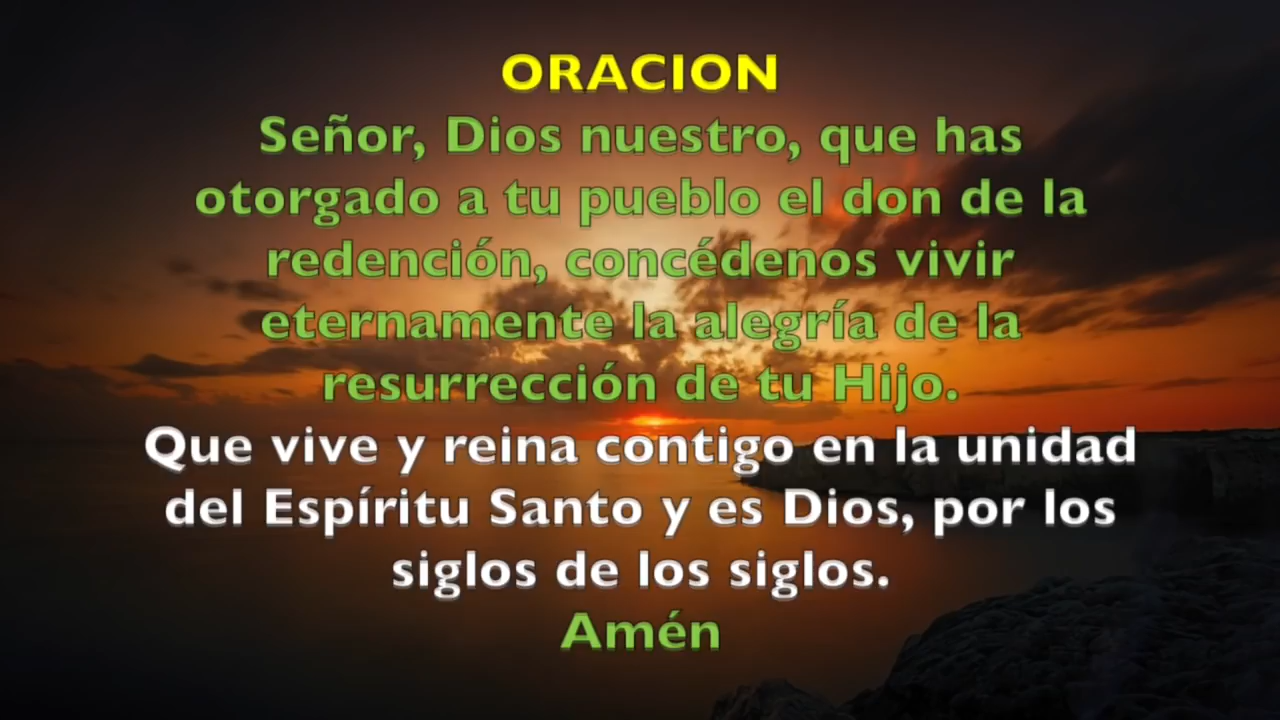 ORACION
Señor, Dios nuestro, que has
otorgado a tu pueblo el don de la
redención, concédenos vivir
eternamente la alegría de la
resurrección de tu Hijo.
Que vive y reina contigo en la unidad
del Espíritu Santo y es Dios, por los
siglos de los siglos.
Amén